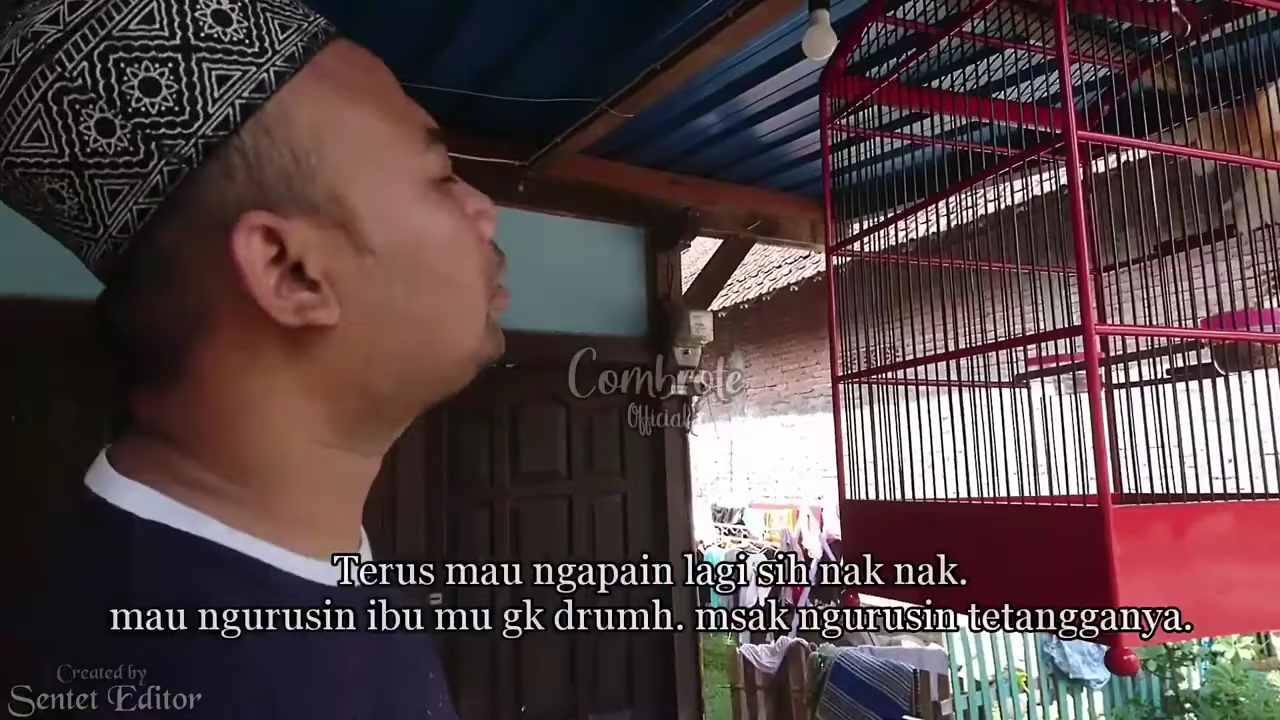 Combrote
Official
Terus mau ngapain lagi sih nak nak.
mau ngurusin ibu mu gk drumh. msak ngurusin tetangganya.
Created by
Sentet Editor